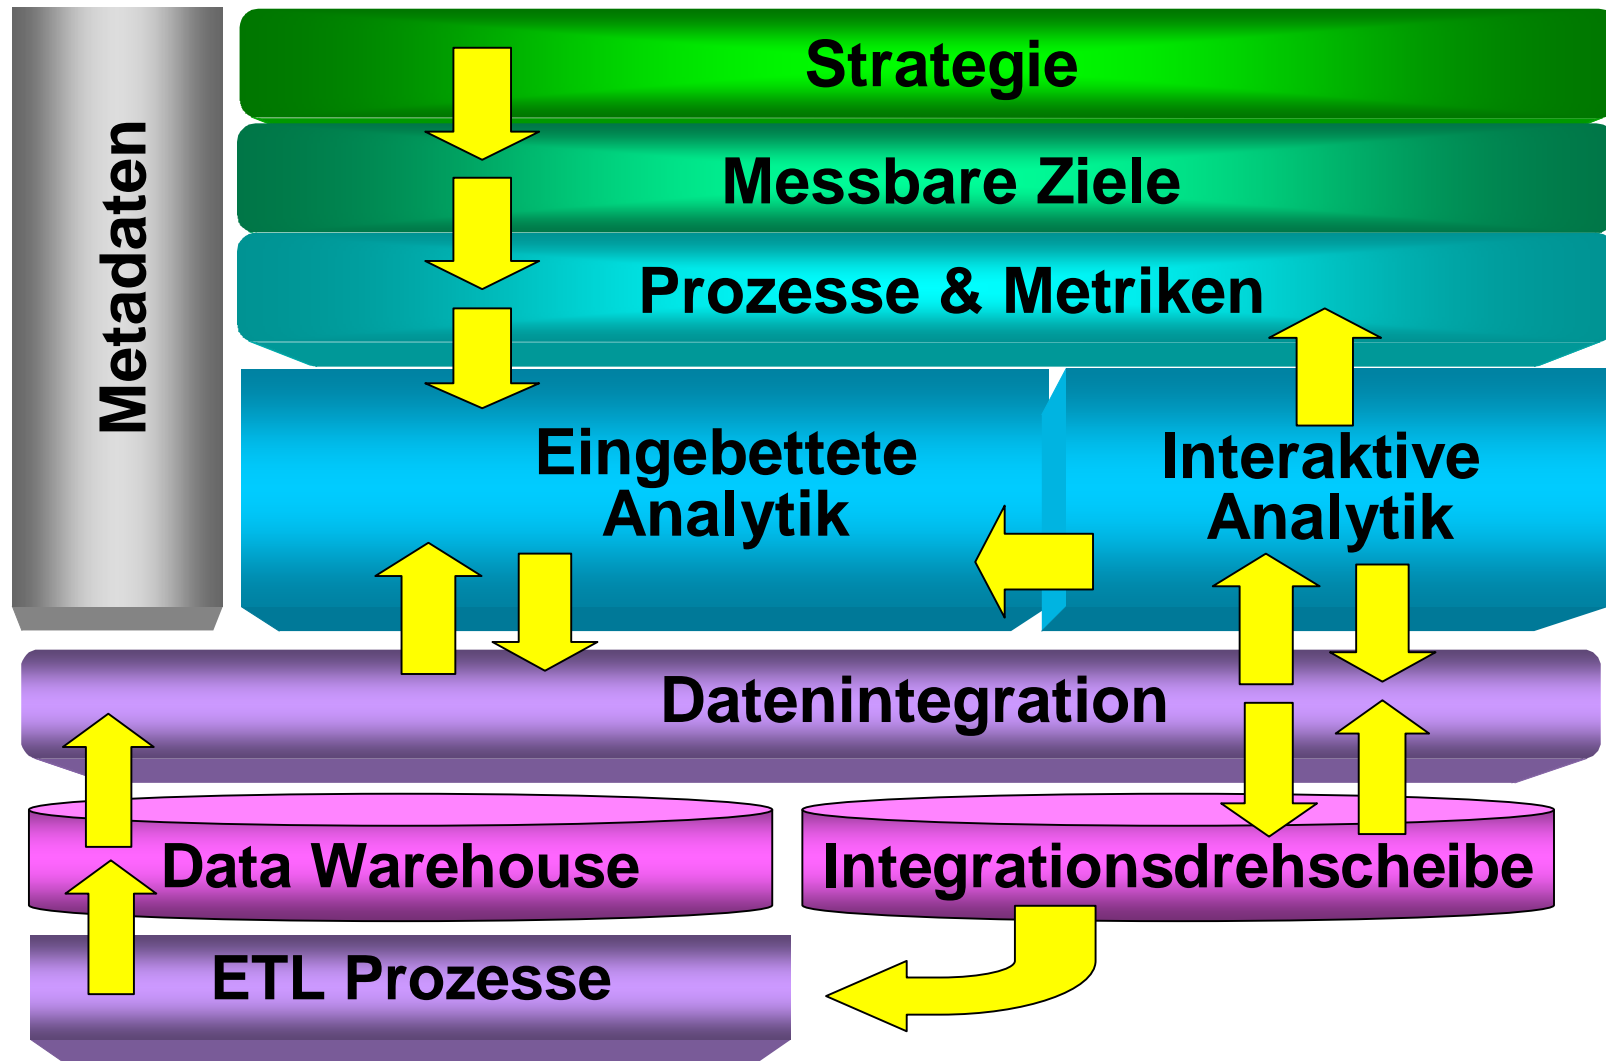 Metadaten
Strategie
Messbare Ziele
Prozesse & Metriken
Eingebettete
Analytik
Interaktive
Analytik
Datenintegration
Data Warehouse
Integrationsdrehscheibe
ETL Prozesse